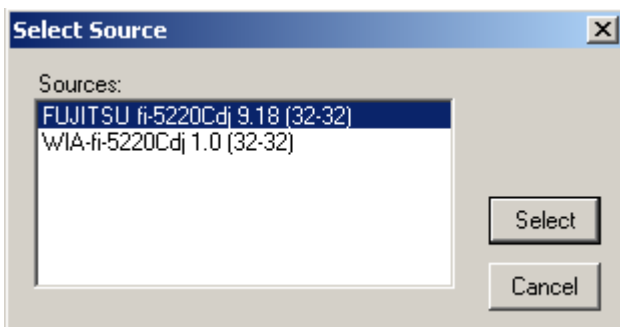 Select Source
Sources:
FUJITSU fi-5220Cdj 9.18 (32-32)
WIA-fi-5220Cdj 1.0 (32-32)
Select
Cancel